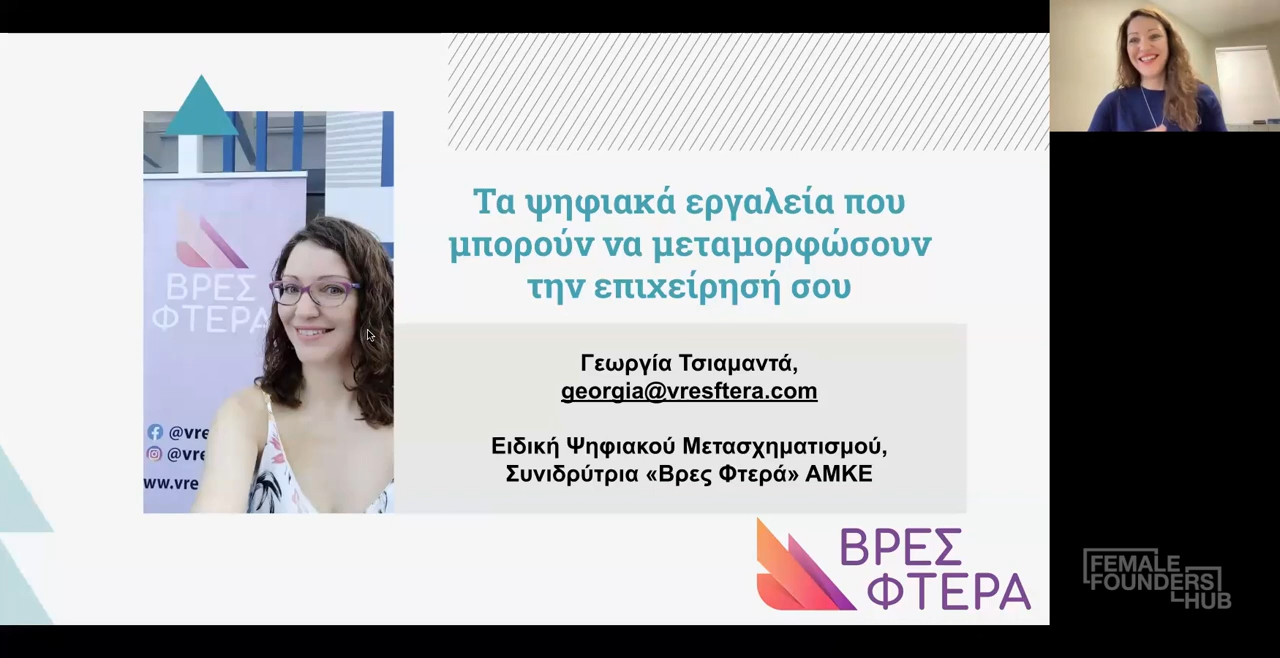 ΒΡΕΣ
ΦΤΕΡΑ
@vre
@vre
www.vre
Τα ψηφιακά εργαλεία που
μπορούν να μεταμορφώσουν
την επιχείρησή σου
Γεωργία Τσιαμαντά,
georgia@vresftera.com
Ειδική Ψηφιακού Μετασχηματισμού,
Συνιδρύτρια «Βρες Φτερά» ΑΜΚΕ
ΒΡΕΣ
ΦΤΕΡΑ
FEMALE
FOUNDERS
HUB